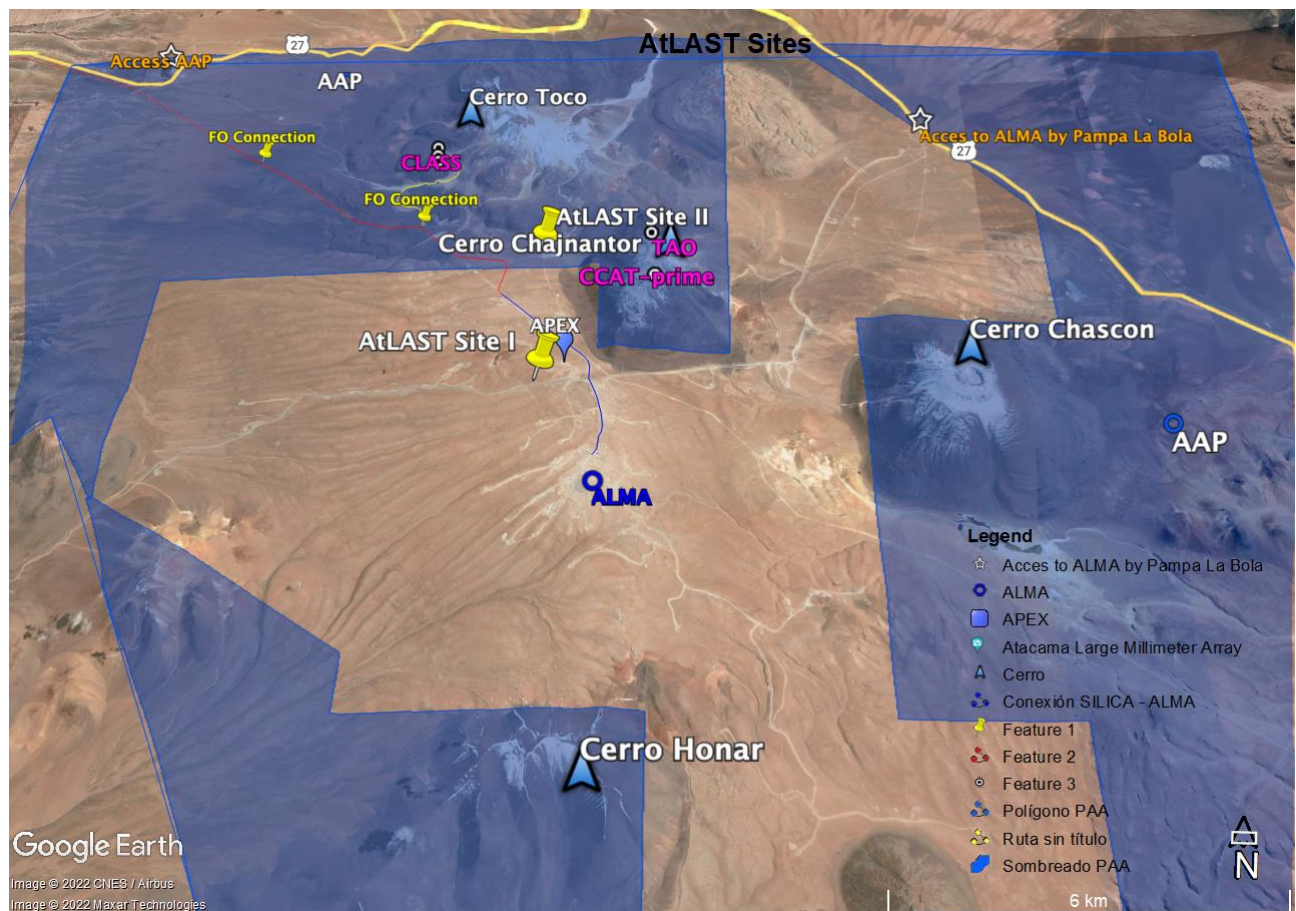 AtLAST Sites
27
Access AAP
AAP
Cerro Toco
FO Connection
CLASS
Acces to ALMA by Pampa La Bola
27
FO Connection
AtLAST Site II
Cerro Chajnantor
TAO
CCAT-prime
APEX
AtLAST Site I
Cerro Chascon
AAP
ALMA
Legend
Acces to ALMA by Pampa La Bola
ALMA
APEX
Atacama Large Millimeter Array
Cerro
Conexión SILICA - ALMA
Feature 1
Feature 2
Feature 3
Polígono PAA
Ruta sin título
Sombreado PAA
Cerro Honar
Google Earth
Image © 2022 CNES / Airbus
Image © 2022 Maxar Technologies
N
6 km